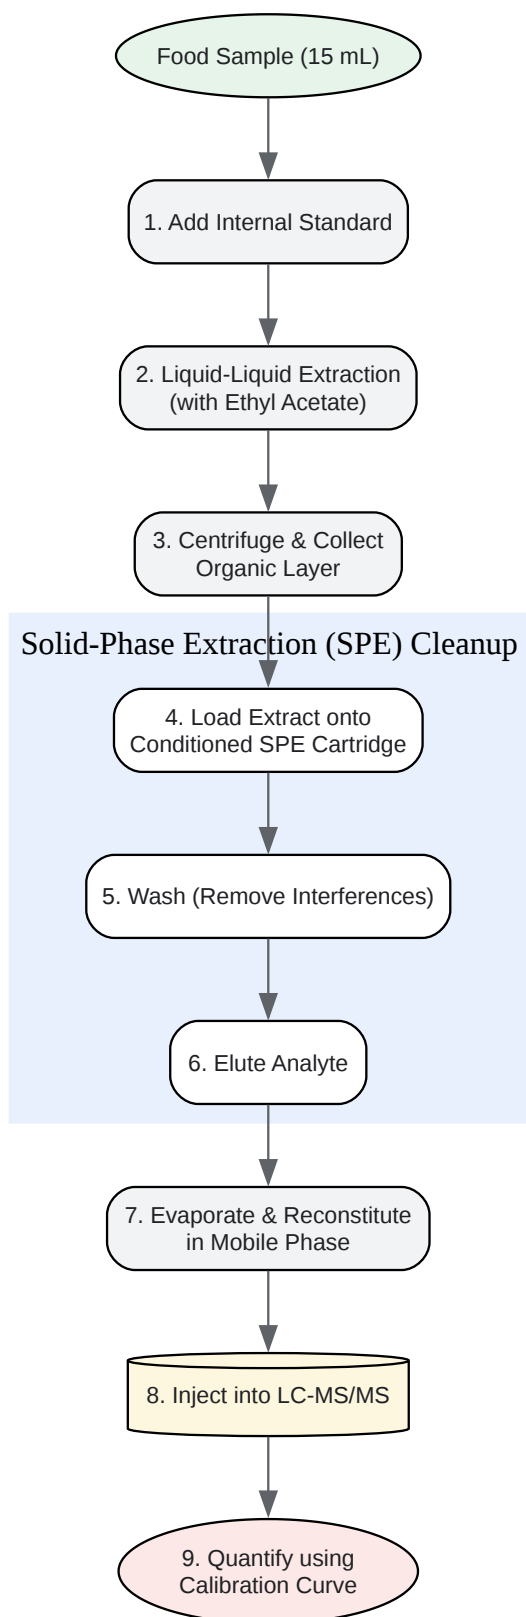 Food Sample (15 mL)
1. Add Internal Standard
2. Liquid-Liquid Extraction
(with Ethyl Acetate)
3. Centrifuge & Collect
Organic Layer
Solid-Phase Extraction (SPE) Cleanup
4. Load Extract onto
Conditioned SPE Cartridge
5. Wash (Remove Interferences)
6. Elute Analyte
7. Evaporate & Reconstitute
in Mobile Phase
8. Inject into LC-MS/MS
9. Quantify using
Calibration Curve